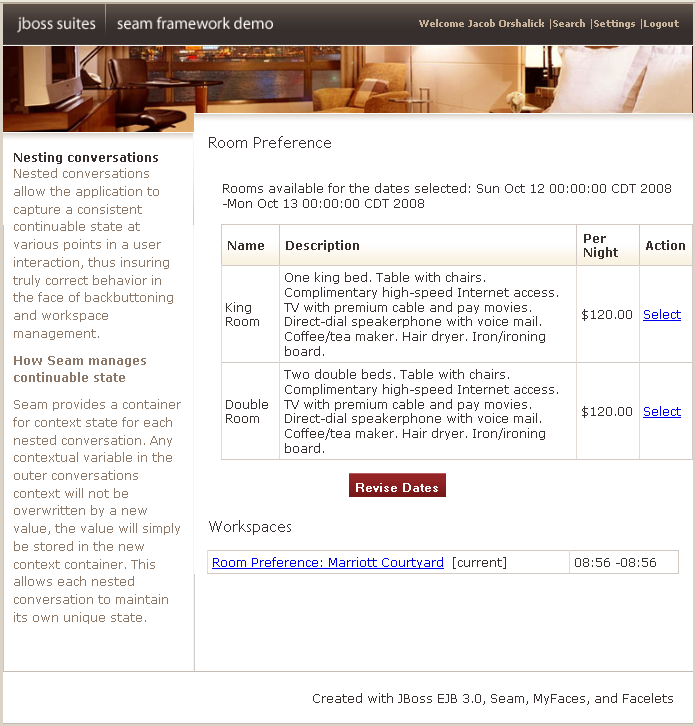 jboss suites seam framework demo
Welcome Jacob Orshalick |Search |Settings |Logout
Nesting conversations
Nested conversations
allow the application to
capture a consistent
continuable state at
various points in a user
interaction, thus insuring
truly correct behavior in
the face of backbuttoning
and workspace
management.
How Seam manages
continuable state
Seam provides a container
for context state for each
nested conversation. Any
contextual variable in the
outer conversations
context will not be
overwritten by a new
value, the value will simply
be stored in the new
context container. This
allows each nested
conversation to maintain
its own unique state.
Room Preference
Rooms available for the dates selected: Sun Oct 12 00:00:00 CDT 2008
-Mon Oct 13 00:00:00 CDT 2008
Name Description Per Night Action
King Room
One king bed. Table with chairs.
Complimentary high-speed Internet access.
TV with premium cable and pay movies.
Direct-dial speakerphone with voice mail.
Coffee/tea maker. Hair dryer. Iron/ironing
board.
$120.00 Select
Double Room
Two double beds. Table with chairs.
Complimentary high-speed Internet access.
TV with premium cable and pay movies.
Direct-dial speakerphone with voice mail.
Coffee/tea maker. Hair dryer. Iron/ironing
board.
$120.00 Select
Revise Dates
Workspaces
Room Preference: Marriott Courtyard [current] 08:56 -08:56
Created with JBoss EJB 3.0, Seam, MyFaces, and Facelets